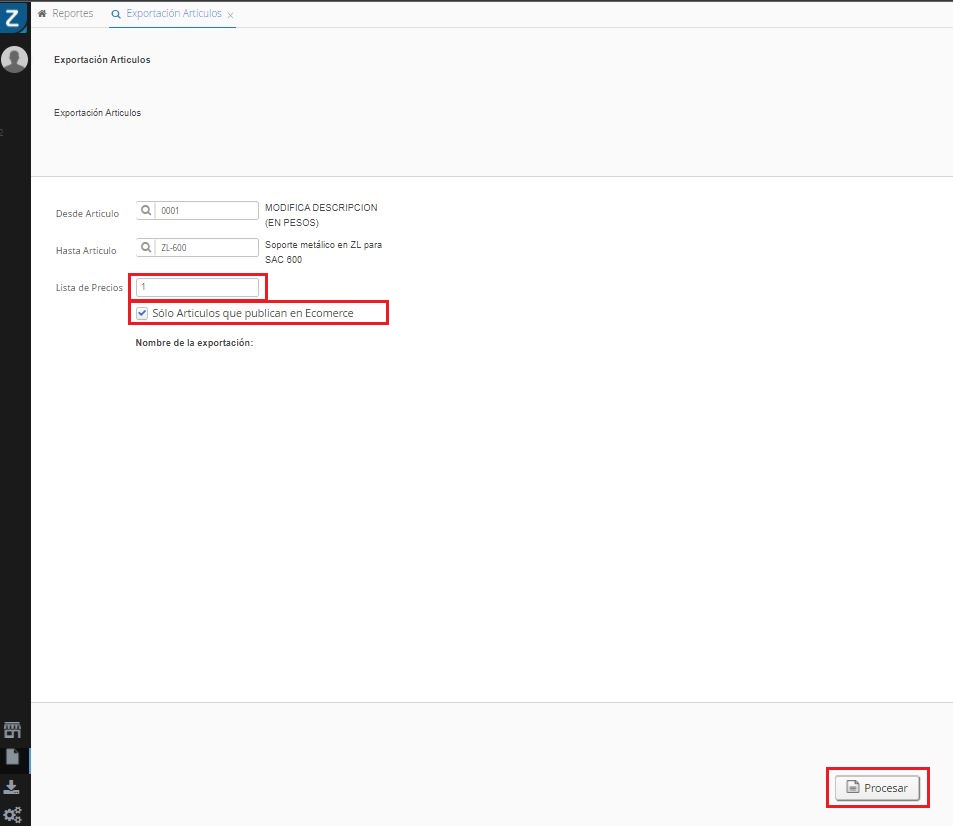 Z
Reportes
Exportación Articulos x
Exportación Articulos
Exportación Articulos
2
Desde Articulo
0001
MODIFICA DESCRIPCION
(EN PESOS)
Hasta Articulo
ZL-600
Soporte metálico en ZL para
SAC 600
Lista de Precios
1
Sólo Articulos que publican en Ecomerce
Nombre de la exportación:
Procesar